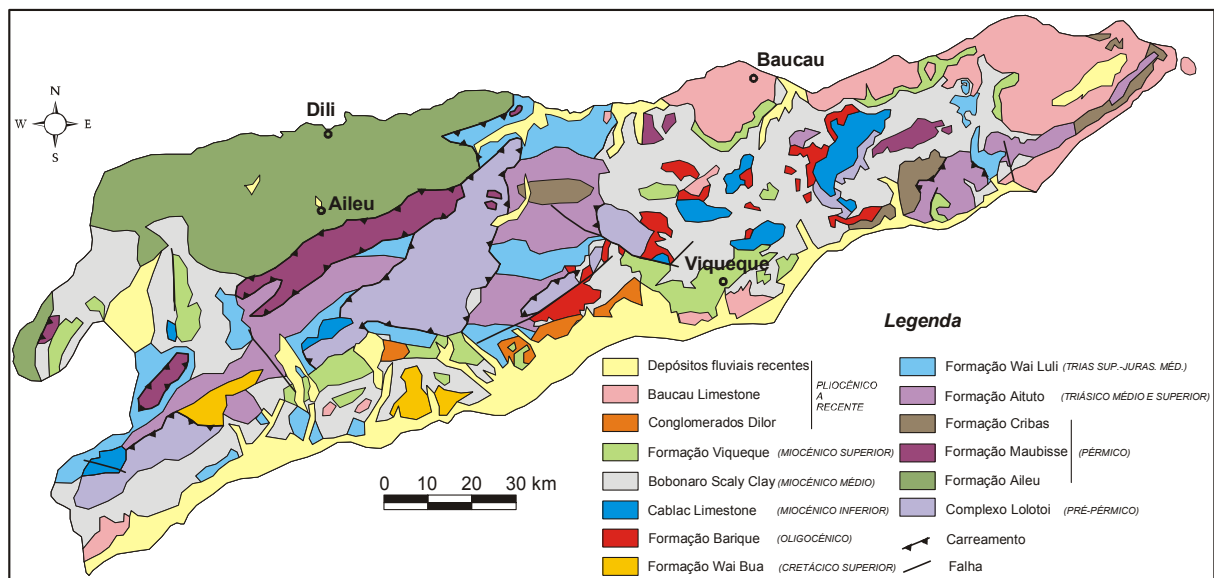 Baucau
Dili
N
W E
S
Aileu
Viqueque
Legenda
0 10 20 30 km
Depósitos fluviais recentes
Baucau Limestone
Conglomerados Dilor
PLIOCÉNICO
A
RECENTE
Formação Viqueque (MIOCÉNICO SUPERIOR)
Bobonaro Scaly Clay (MIOCÉNICO MÉDIO)
Cablac Limestone (MIOCÉNICO INFERIOR)
Formação Barique (OLIGOCÉNICO)
Formação Wai Bua (CRETÁCICO SUPERIOR)
Formação Wai Luli (TRIAS SUP.-JURAS. MÉD.)
Formação Aituto (TRIÁSICO MÉDIO E SUPERIOR)
Formação Cribas
Formação Maubisse
(PÉRMICO)
Formação Aileu
Complexo Lolotoi (PRÉ-PÉRMICO)
Carreamento
Falha